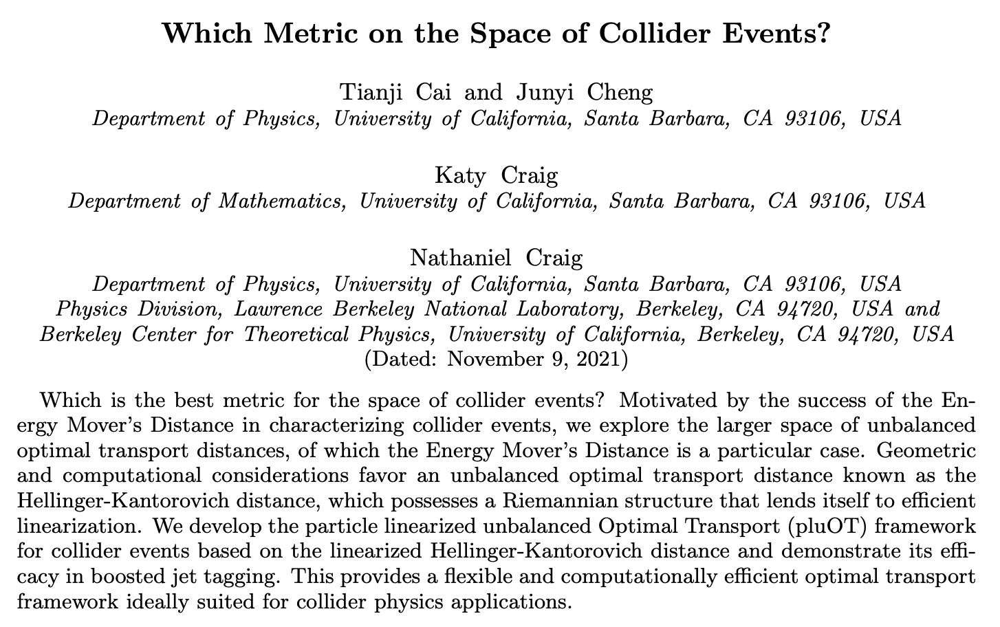 Which Metric on the Space of Collider Events?
Tianji Cai and Junyi Cheng
Department of Physics, University of California, Santa Barbara, CA 93106, USA
Katy Craig
Department of Mathematics, University of California, Santa Barbara, CA 93106, USA
Nathaniel Craig
Department of Physics, University of California, Santa Barbara, CA 93106, USA
Physics Division, Lawrence Berkeley National Laboratory, Berkeley, CA 94720, USA and
Berkeley Center for Theoretical Physics, University of California, Berkeley, CA 94720, USA
(Dated: November 9, 2021)
Which is the best metric for the space of collider events? Motivated by the success of the En-
ergy Mover's Distance in characterizing collider events, we explore the larger space of unbalanced
optimal transport distances, of which the Energy Mover's Distance is a particular case. Geometric
and computational considerations favor an unbalanced optimal transport distance known as the
Hellinger-Kantorovich distance, which possesses a Riemannian structure that lends itself to efficient
linearization. We develop the particle linearized unbalanced Optimal Transport (pluOT) framework
for collider events based on the linearized Hellinger-Kantorovich distance and demonstrate its effi-
cacy in boosted jet tagging. This provides a flexible and computationally efficient optimal transport
framework ideally suited for collider physics applications.